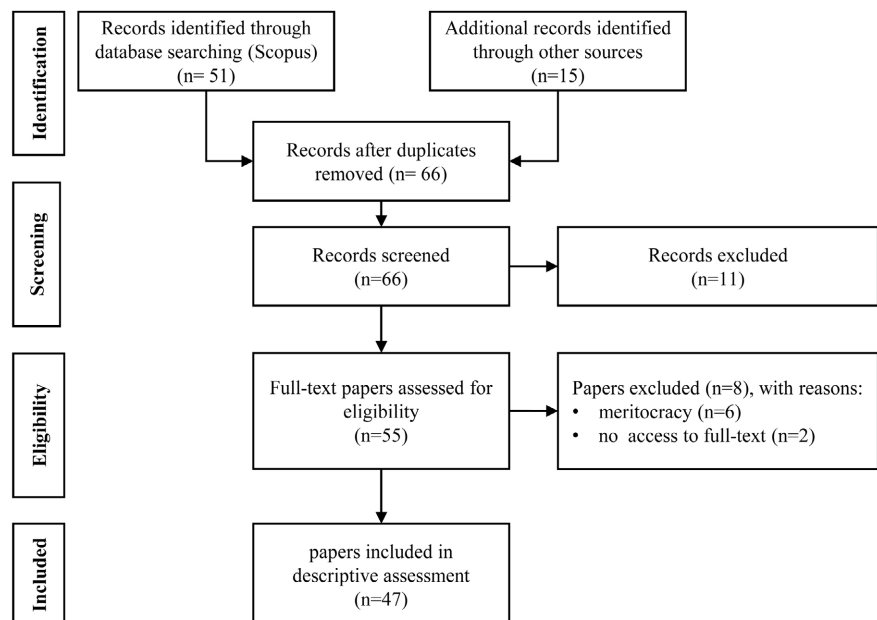 Identification
Records identified through
database searching (Scopus)
(n= 51)
Additional records identified
through other sources
(n=15)
Records after duplicates
removed (n= 66)
Screening
Records screened
(n=66)
Records excluded
(n=11)
Eligibility
Full-text papers assessed for
eligibility
(n=55)
Papers excluded (n=8), with reasons:
• meritocracy (n=6)
• no access to full-text (n=2)
Included
papers included in
descriptive assessment
(n=47)